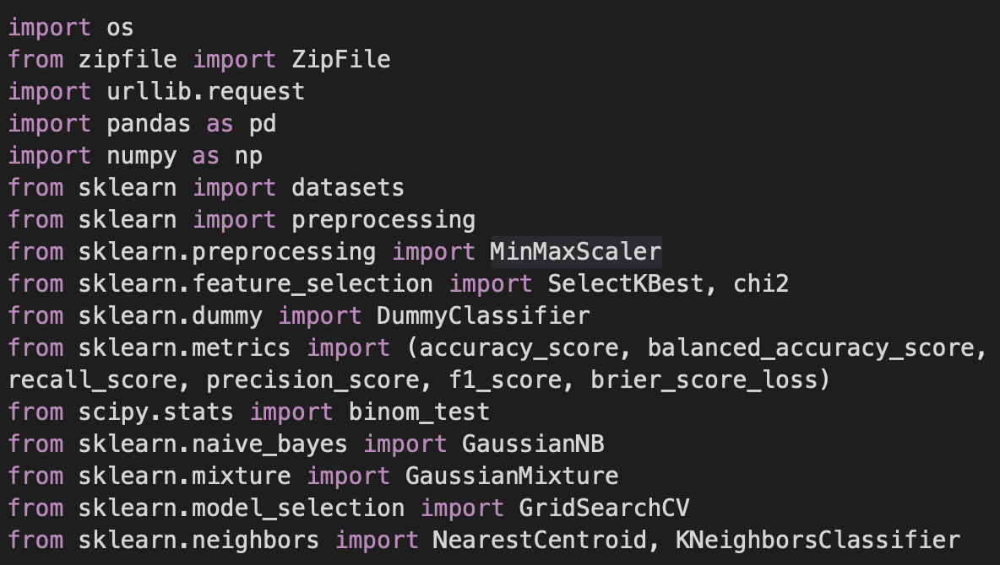 import os
from zipfile import ZipFile
import urllib.request
import pandas as pd
import numpy as np
from sklearn import datasets
from sklearn import preprocessing
from sklearn.preprocessing import MinMaxScaler
from sklearn.feature_selection import SelectKBest, chi2
from sklearn.dummy import DummyClassifier
from sklearn.metrics import (accuracy_score, balanced_accuracy_score,
recall_score, precision_score, f1_score, brier_score_loss)
from scipy.stats import binom_test
from sklearn.naive_bayes import GaussianNB
from sklearn.mixture import GaussianMixture
from sklearn.model_selection import GridSearchCV
from sklearn.neighbors import NearestCentroid, KNeighborsClassifier